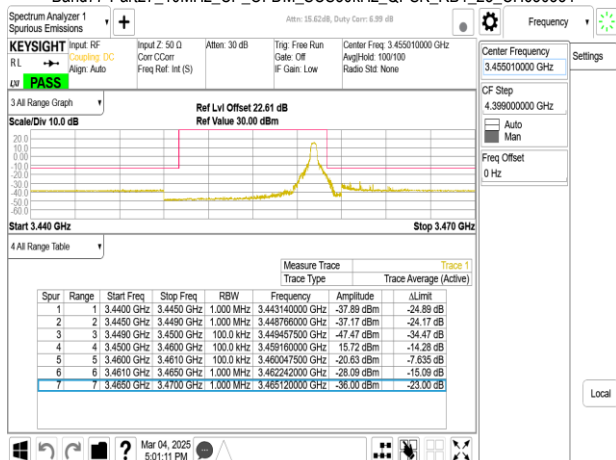 Spectrum Analyzer 1
Spurious Emissions
Attn: 15.62dB, Duty Corr: 6.99 dB
Frequency
KEYSIGHT
RL
Input: RF
Coupling: DC
Align: Auto
Input Z: 50 Ω
Corr CCorr
Freq Ref: Int (S)
Atten: 30 dB
Trig: Free Run
Gate: Off
IF Gain: Low
Center Freq: 3.455010000 GHz
Avg|Hold: 100/100
Radio Std: None
PASS
Center Frequency
3.455010000 GHz
Settings
CF Step
4.399000000 GHz
Auto
Man
Freq Offset
0 Hz
3 All Range Graph
Scale/Div 10.0 dB
Ref Lvl Offset 22.61 dB
Ref Value 30.00 dBm
20.0
10.0
0.00
-10.0
-20.0
-30.0
-40.0
-50.0
-60.0
Start 3.440 GHz
Stop 3.470 GHz
4 All Range Table
Measure Trace Trace 1
Trace Type Trace Average (Active)
Spur Range Start Freq Stop Freq RBW Frequency Amplitude ΔLimit
1 1 3.4400 GHz 3.4450 GHz 1.000 MHz 3.443140000 GHz -37.89 dBm -24.89 dB
2 2 3.4450 GHz 3.4490 GHz 1.000 MHz 3.448766000 GHz -37.17 dBm -24.17 dB
3 3 3.4490 GHz 3.4500 GHz 100.0 kHz 3.449457500 GHz -47.47 dBm -34.47 dB
4 4 3.4500 GHz 3.4600 GHz 100.0 kHz 3.459160000 GHz 15.72 dBm -14.28 dB
5 5 3.4600 GHz 3.4610 GHz 100.0 kHz 3.460047500 GHz -20.63 dBm -7.635 dB
6 6 3.4610 GHz 3.4650 GHz 1.000 MHz 3.462242000 GHz -28.09 dBm -15.09 dB
7 7 3.4650 GHz 3.4700 GHz 1.000 MHz 3.465120000 GHz -36.00 dBm -23.00 dB
Local
Mar 04, 2025
5:01:11 PM